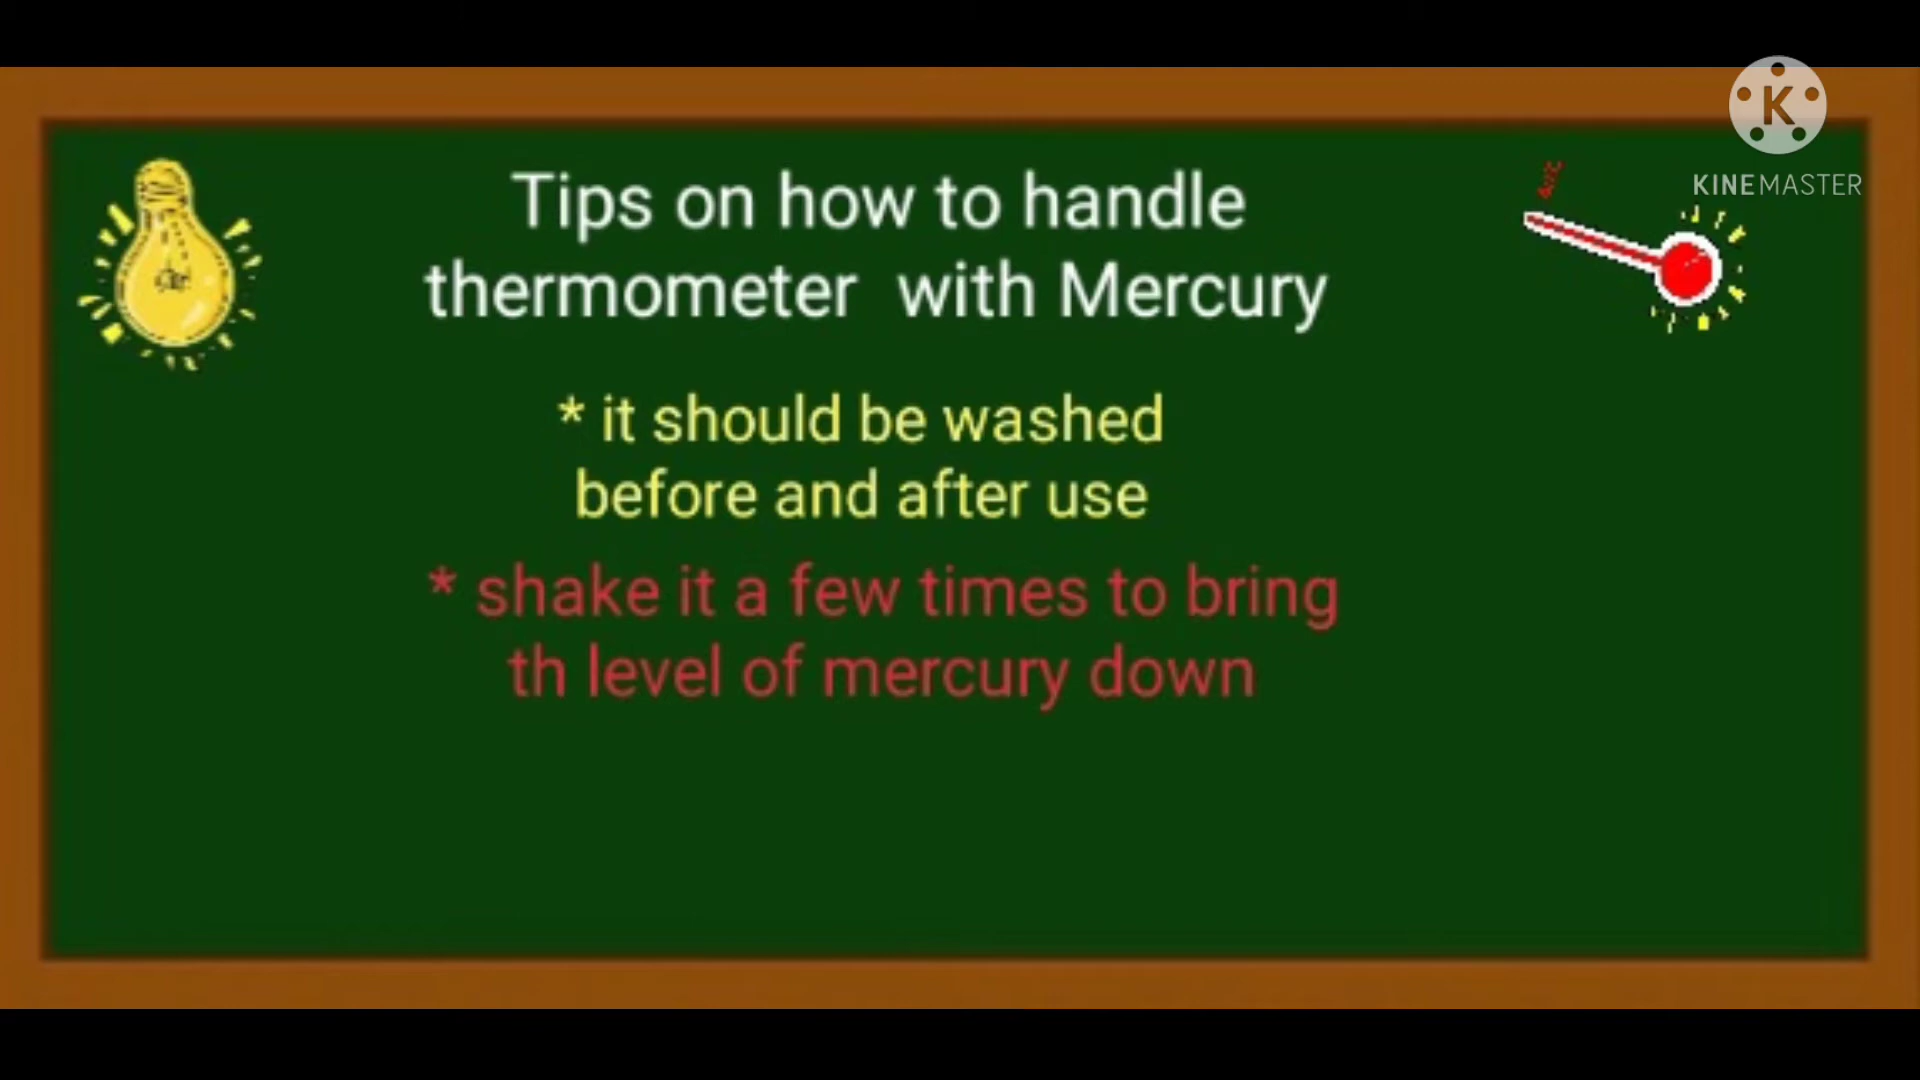 KINEMASTER
Tips on how to handle
thermometer with Mercury
* it should be washed
before and after use
* shake it a few times to bring
th level of mercury down